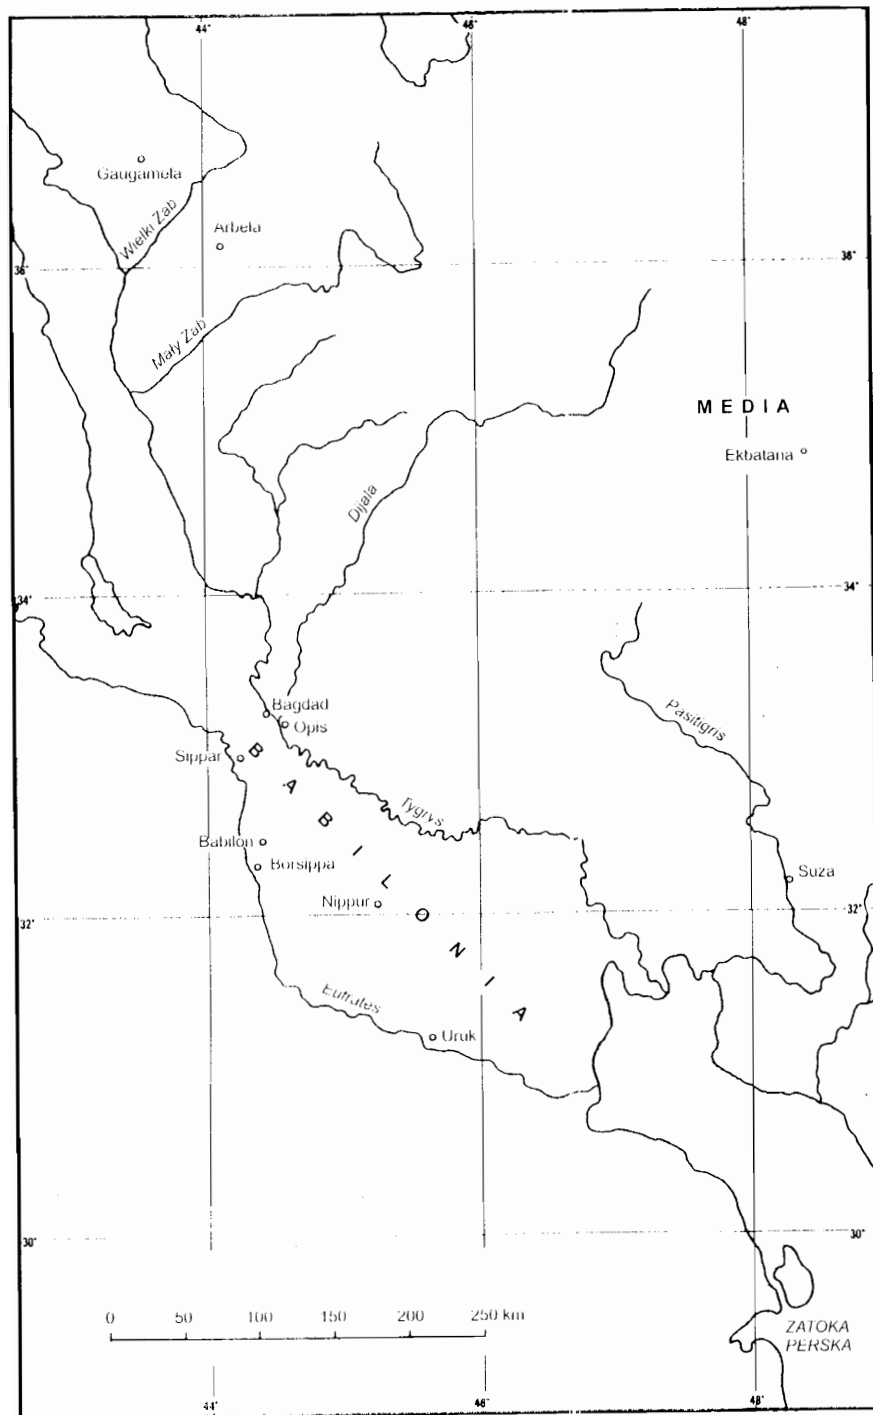 44°
46°
48°
Gaugamela
Wielki Zab
Arbela
36°
36°
Mały Zab
MEDIA
Ekbatana
Dijala
34°
34°
Bagdad
Opis
Pasitigris
Sippar
BABILONIA
Tygrys
Babilon
Borsippa
Suza
Nippur
32°
32°
Eufrates
Uruk
30°
30°
0 50 100 150 200 250 km
ZATOKA
PERSKA
44°
46°
48°